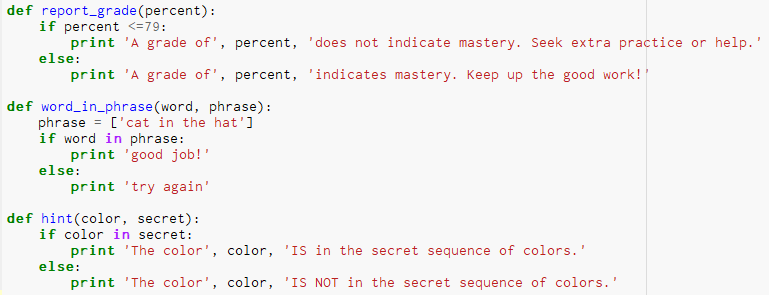 def report_grade(percent):
    if percent <=79:
        print 'A grade of', percent, 'does not indicate mastery. Seek extra practice or help.'
    else:
        print 'A grade of', percent, 'indicates mastery. Keep up the good work!'
def word_in_phrase(word, phrase):
    phrase = ['cat in the hat']
    if word in phrase:
        print 'good job!'
    else:
        print 'try again'
def hint(color, secret):
    if color in secret:
        print 'The color', color, 'IS in the secret sequence of colors.'
    else:
        print 'The color', color, 'IS NOT in the secret sequence of colors.'